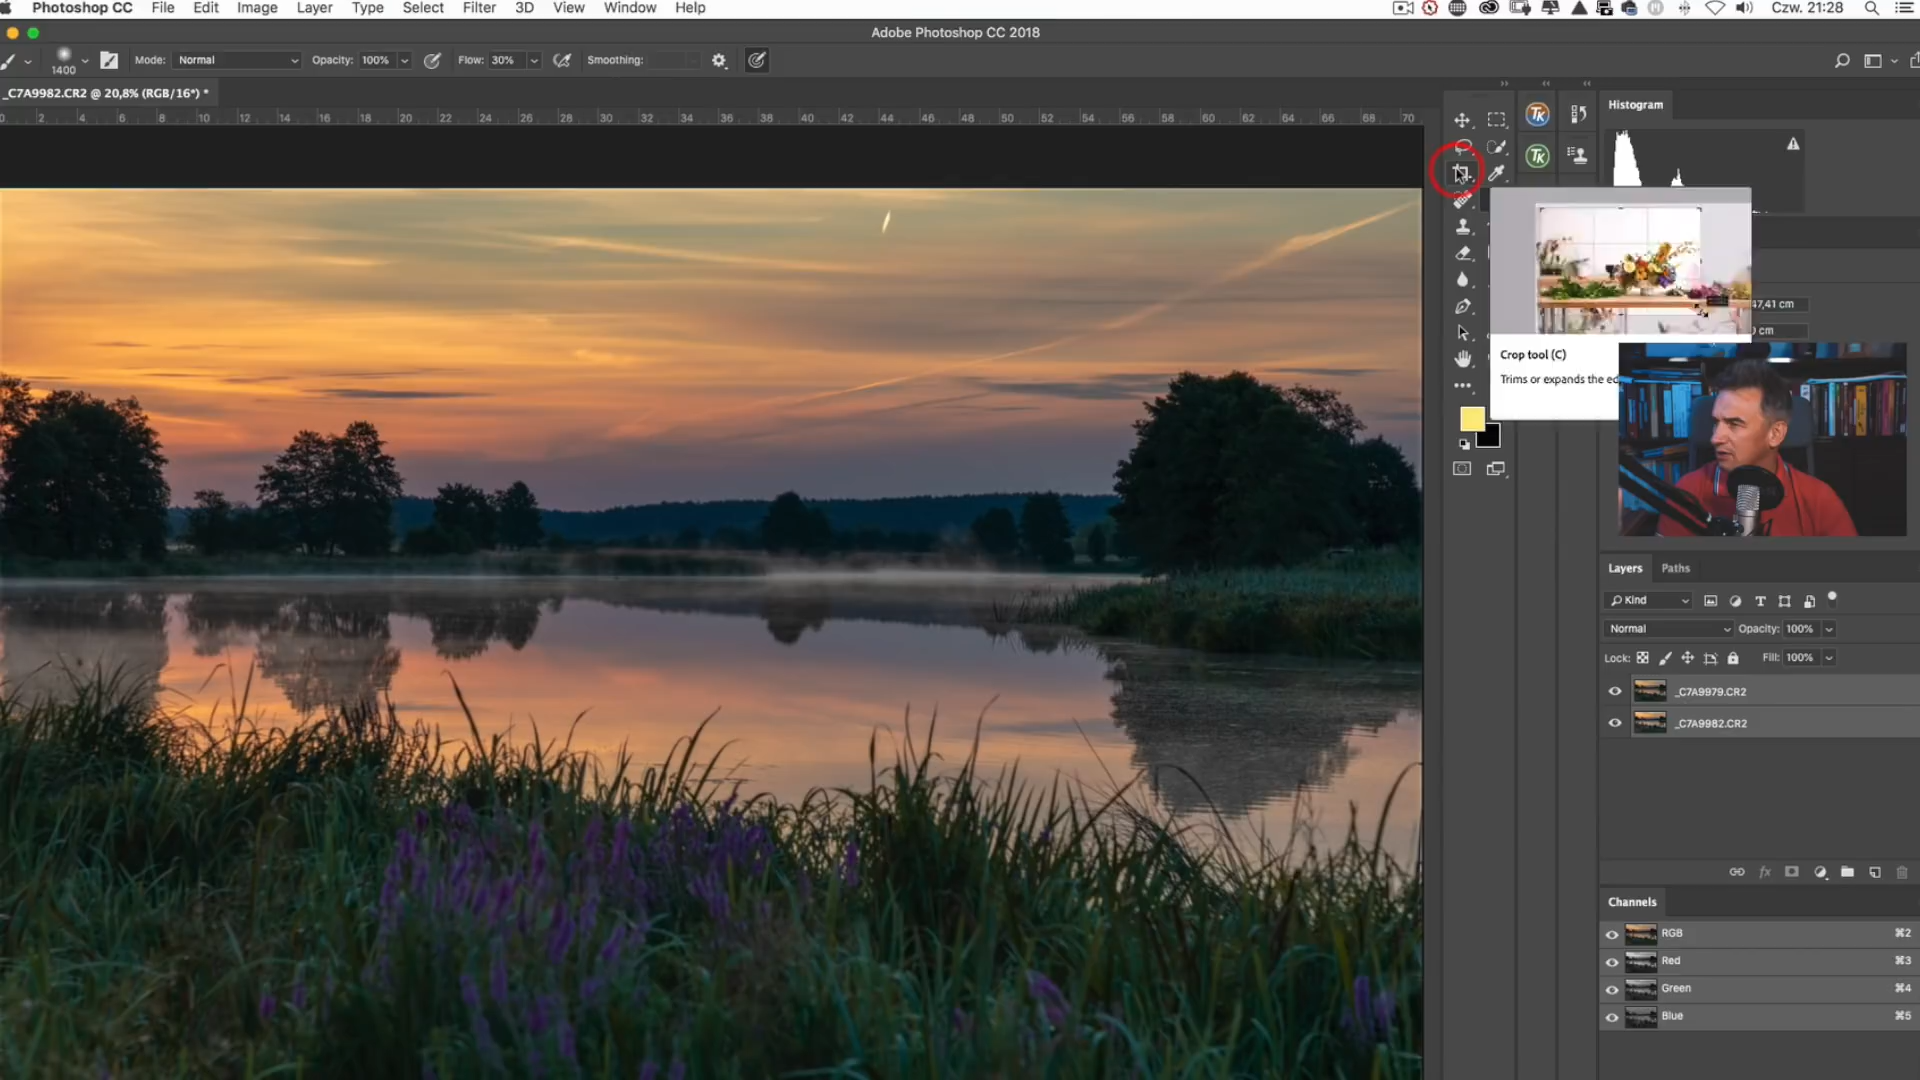 Photoshop CC File Edit Image Layer Type Select Filter 3D View Window Help Czw. 21:28
Adobe Photoshop CC 2018
1400 Mode: Normal Opacity: 100% Flow: 30% Smoothing:
_C7A9982.CR2 @ 20,8% (RGB/16*) *
0 2 4 6 8 10 12 14 16 18 20 22 24 26 28 30 32 34 36 38 40 42 44 46 48 50 52 54 56 58 60 62 64 66 68 70
Histogram
TK
TK
47,41 cm
cm
Crop tool (C)
Trims or expands the
Layers Paths
Kind
Normal Opacity: 100%
Lock: Fill: 100%
_C7A9979.CR2
_C7A9982.CR2
Channels
RGB ⌘2
Red ⌘3
Green ⌘4
Blue ⌘5